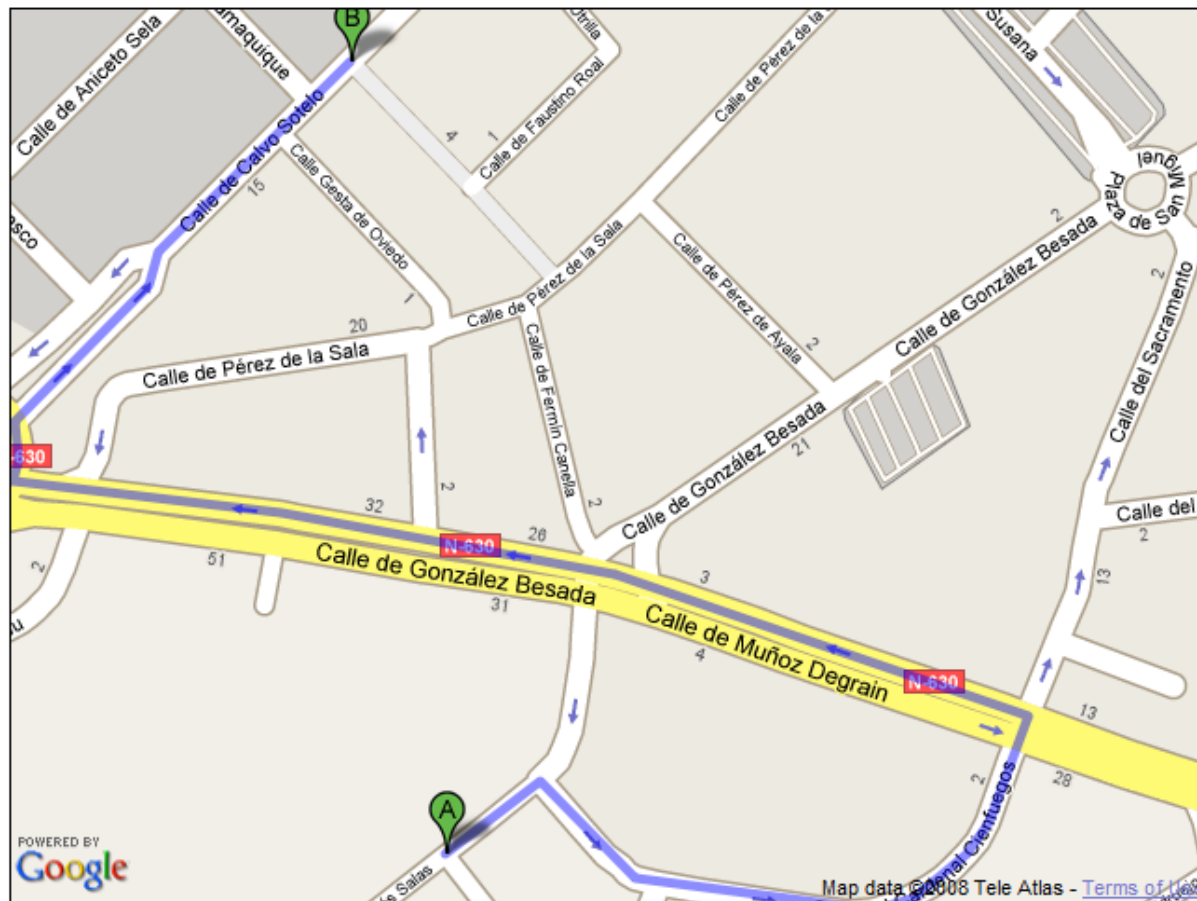 B
Utrilla
Susana
Calle de Aniceto Sela
Calle de Pérez de la S
Calle de Faustino Roal
4
1
Calle de Calvo Sotelo
15
Plaza de San Miguel
Calle Gesta de Oviedo
2
1
Calle de Pérez de la Sala
Calle de Pérez de Ayala
2
Calle de González Besada
2
Calle del Sacramento
20
Calle de Pérez de la Sala
Calle de Fermín Canella
2
Calle de González Besada
21
-630
2
32
26
N-630
Calle del
2
51
Calle de González Besada
31
3
13
2
Calle de Muñoz Degrain
4
N-630
13
2
28
A
Salas
Cienfuegos
POWERED BY
Google
Map data ©2008 Tele Atlas - Terms of Use